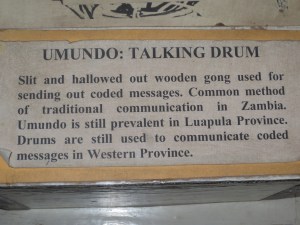 UMUNDO: TALKING DRUM
Slit and hallowed out wooden gong used for
sending out coded messages. Common method
of traditional communication in Zambia.
Umundo is still prevalent in Luapula Province.
Drums are still used to communicate coded
messages in Western Province.